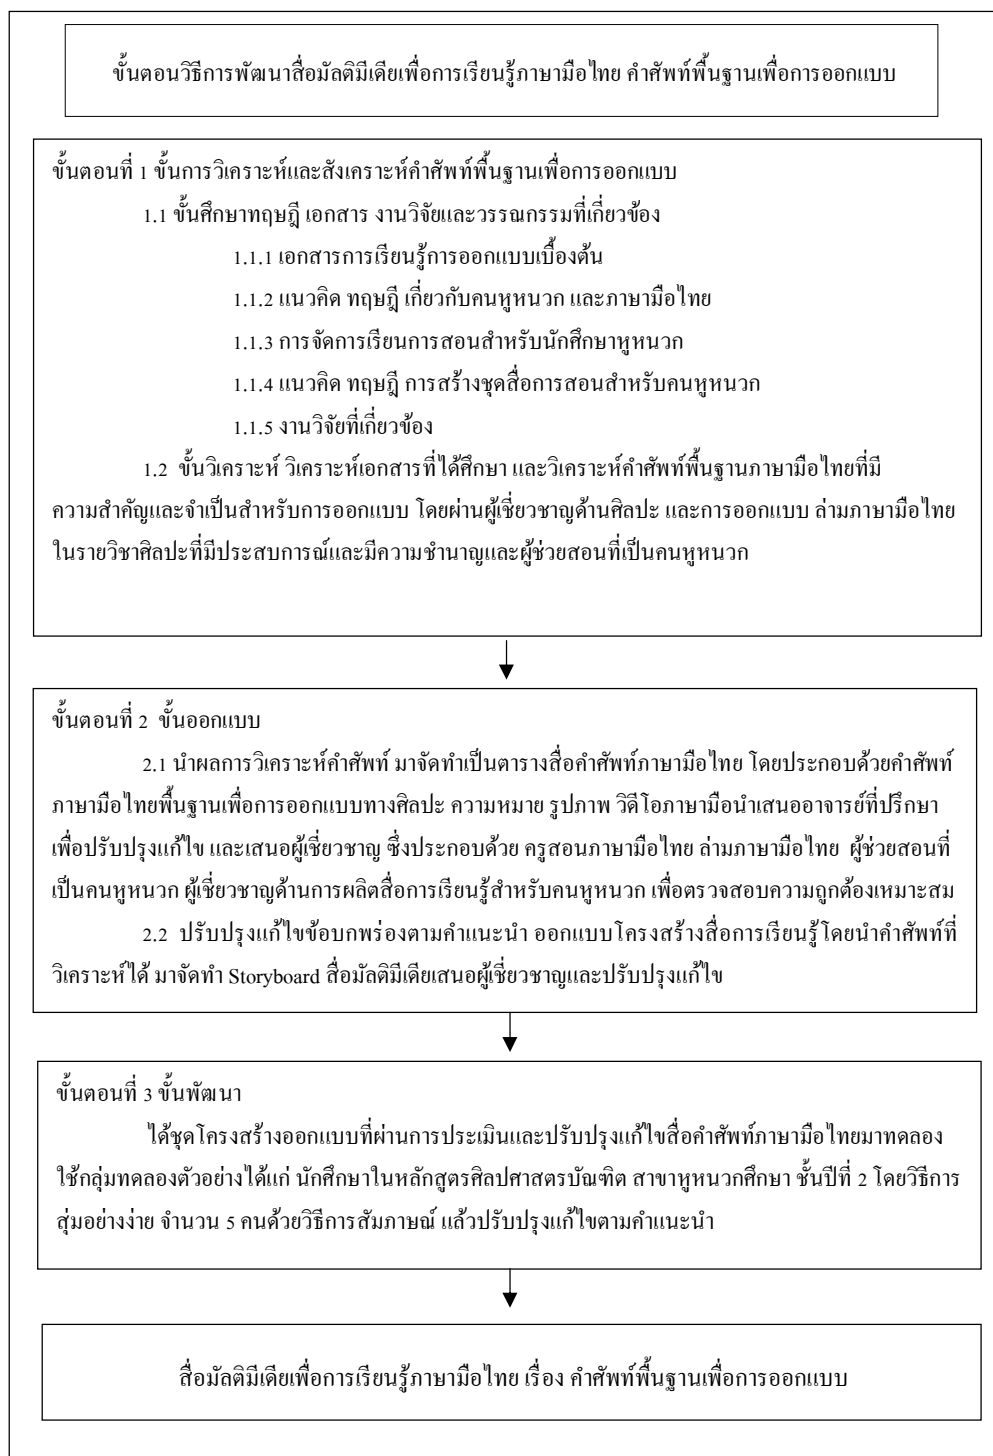 ขั้นตอนวิธีการพัฒนาสื่อมัลติมีเดียเพื่อการเรียนรู้ภาษามือไทย คำศัพท์พื้นฐานเพื่อการออกแบบ
ขั้นตอนที่ 1 ขั้นการวิเคราะห์และสังเคราะห์คำศัพท์พื้นฐานเพื่อการออกแบบ
1.1 ขั้นศึกษาทฤษฎี เอกสาร งานวิจัยและวรรณกรรมที่เกี่ยวข้อง
1.1.1 เอกสารการเรียนรู้การออกแบบเบื้องต้น
1.1.2 แนวคิด ทฤษฎี เกี่ยวกับคนหูหนวก และภาษามือไทย
1.1.3 การจัดการเรียนการสอนสำหรับนักศึกษาหูหนวก
1.1.4 แนวคิด ทฤษฎี การสร้างชุดสื่อการสอนสำหรับคนหูหนวก
1.1.5 งานวิจัยที่เกี่ยวข้อง
1.2 ขั้นวิเคราะห์ วิเคราะห์เอกสารที่ได้ศึกษา และวิเคราะห์คำศัพท์พื้นฐานภาษามือไทยที่มี
ความสำคัญและจำเป็นสำหรับการออกแบบ โดยผ่านผู้เชี่ยวชาญด้านศิลปะ และการออกแบบ ล่ามภาษามือไทย
ในรายวิชาศิลปะที่มีประสบการณ์และมีความชำนาญและผู้ช่วยสอนที่เป็นคนหูหนวก
ขั้นตอนที่ 2 ขั้นออกแบบ
2.1 นำผลการวิเคราะห์คำศัพท์ มาจัดทำเป็นตารางสื่อคำศัพท์ภาษามือไทย โดยประกอบด้วยคำศัพท์
ภาษามือไทยพื้นฐานเพื่อการออกแบบทางศิลปะ ความหมาย รูปภาพ วิดีโอภาษามือนำเสนออาจารย์ที่ปรึกษา
เพื่อปรับปรุงแก้ไข และเสนอผู้เชี่ยวชาญ ซึ่งประกอบด้วย ครูสอนภาษามือไทย ล่ามภาษามือไทย ผู้ช่วยสอนที่
เป็นคนหูหนวก ผู้เชี่ยวชาญด้านการผลิตสื่อการเรียนรู้สำหรับคนหูหนวก เพื่อตรวจสอบความถูกต้องเหมาะสม
2.2 ปรับปรุงแก้ไขข้อบกพร่องตามคำแนะนำ ออกแบบโครงสร้างสื่อการเรียนรู้โดยนำคำศัพท์ที่
วิเคราะห์ได้ มาจัดทำ Storyboard สื่อมัลติมีเดียเสนอผู้เชี่ยวชาญและปรับปรุงแก้ไข
ขั้นตอนที่ 3 ขั้นพัฒนา
ได้ชุดโครงสร้างออกแบบที่ผ่านการประเมินและปรับปรุงแก้ไขสื่อคำศัพท์ภาษามือไทยมาทดลอง
ใช้กลุ่มทดลองตัวอย่างได้แก่ นักศึกษาในหลักสูตรศิลปศาสตรบัณฑิต สาขาหูหนวกศึกษา ชั้นปีที่ 2 โดยวิธีการ
สุ่มอย่างง่าย จำนวน 5 คนด้วยวิธีการสัมภาษณ์ แล้วปรับปรุงแก้ไขตามคำแนะนำ
สื่อมัลติมีเดียเพื่อการเรียนรู้ภาษามือไทย เรื่อง คำศัพท์พื้นฐานเพื่อการออกแบบ